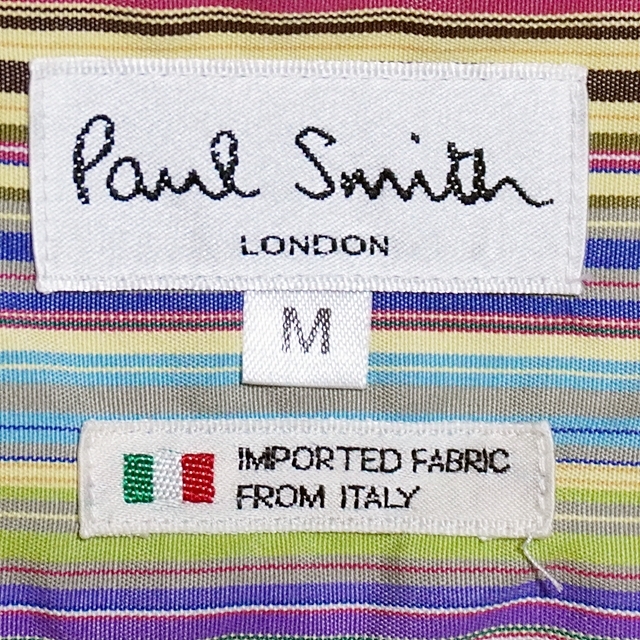 Paul Smith
LONDON
M
IMPORTED FABRIC
FROM ITALY